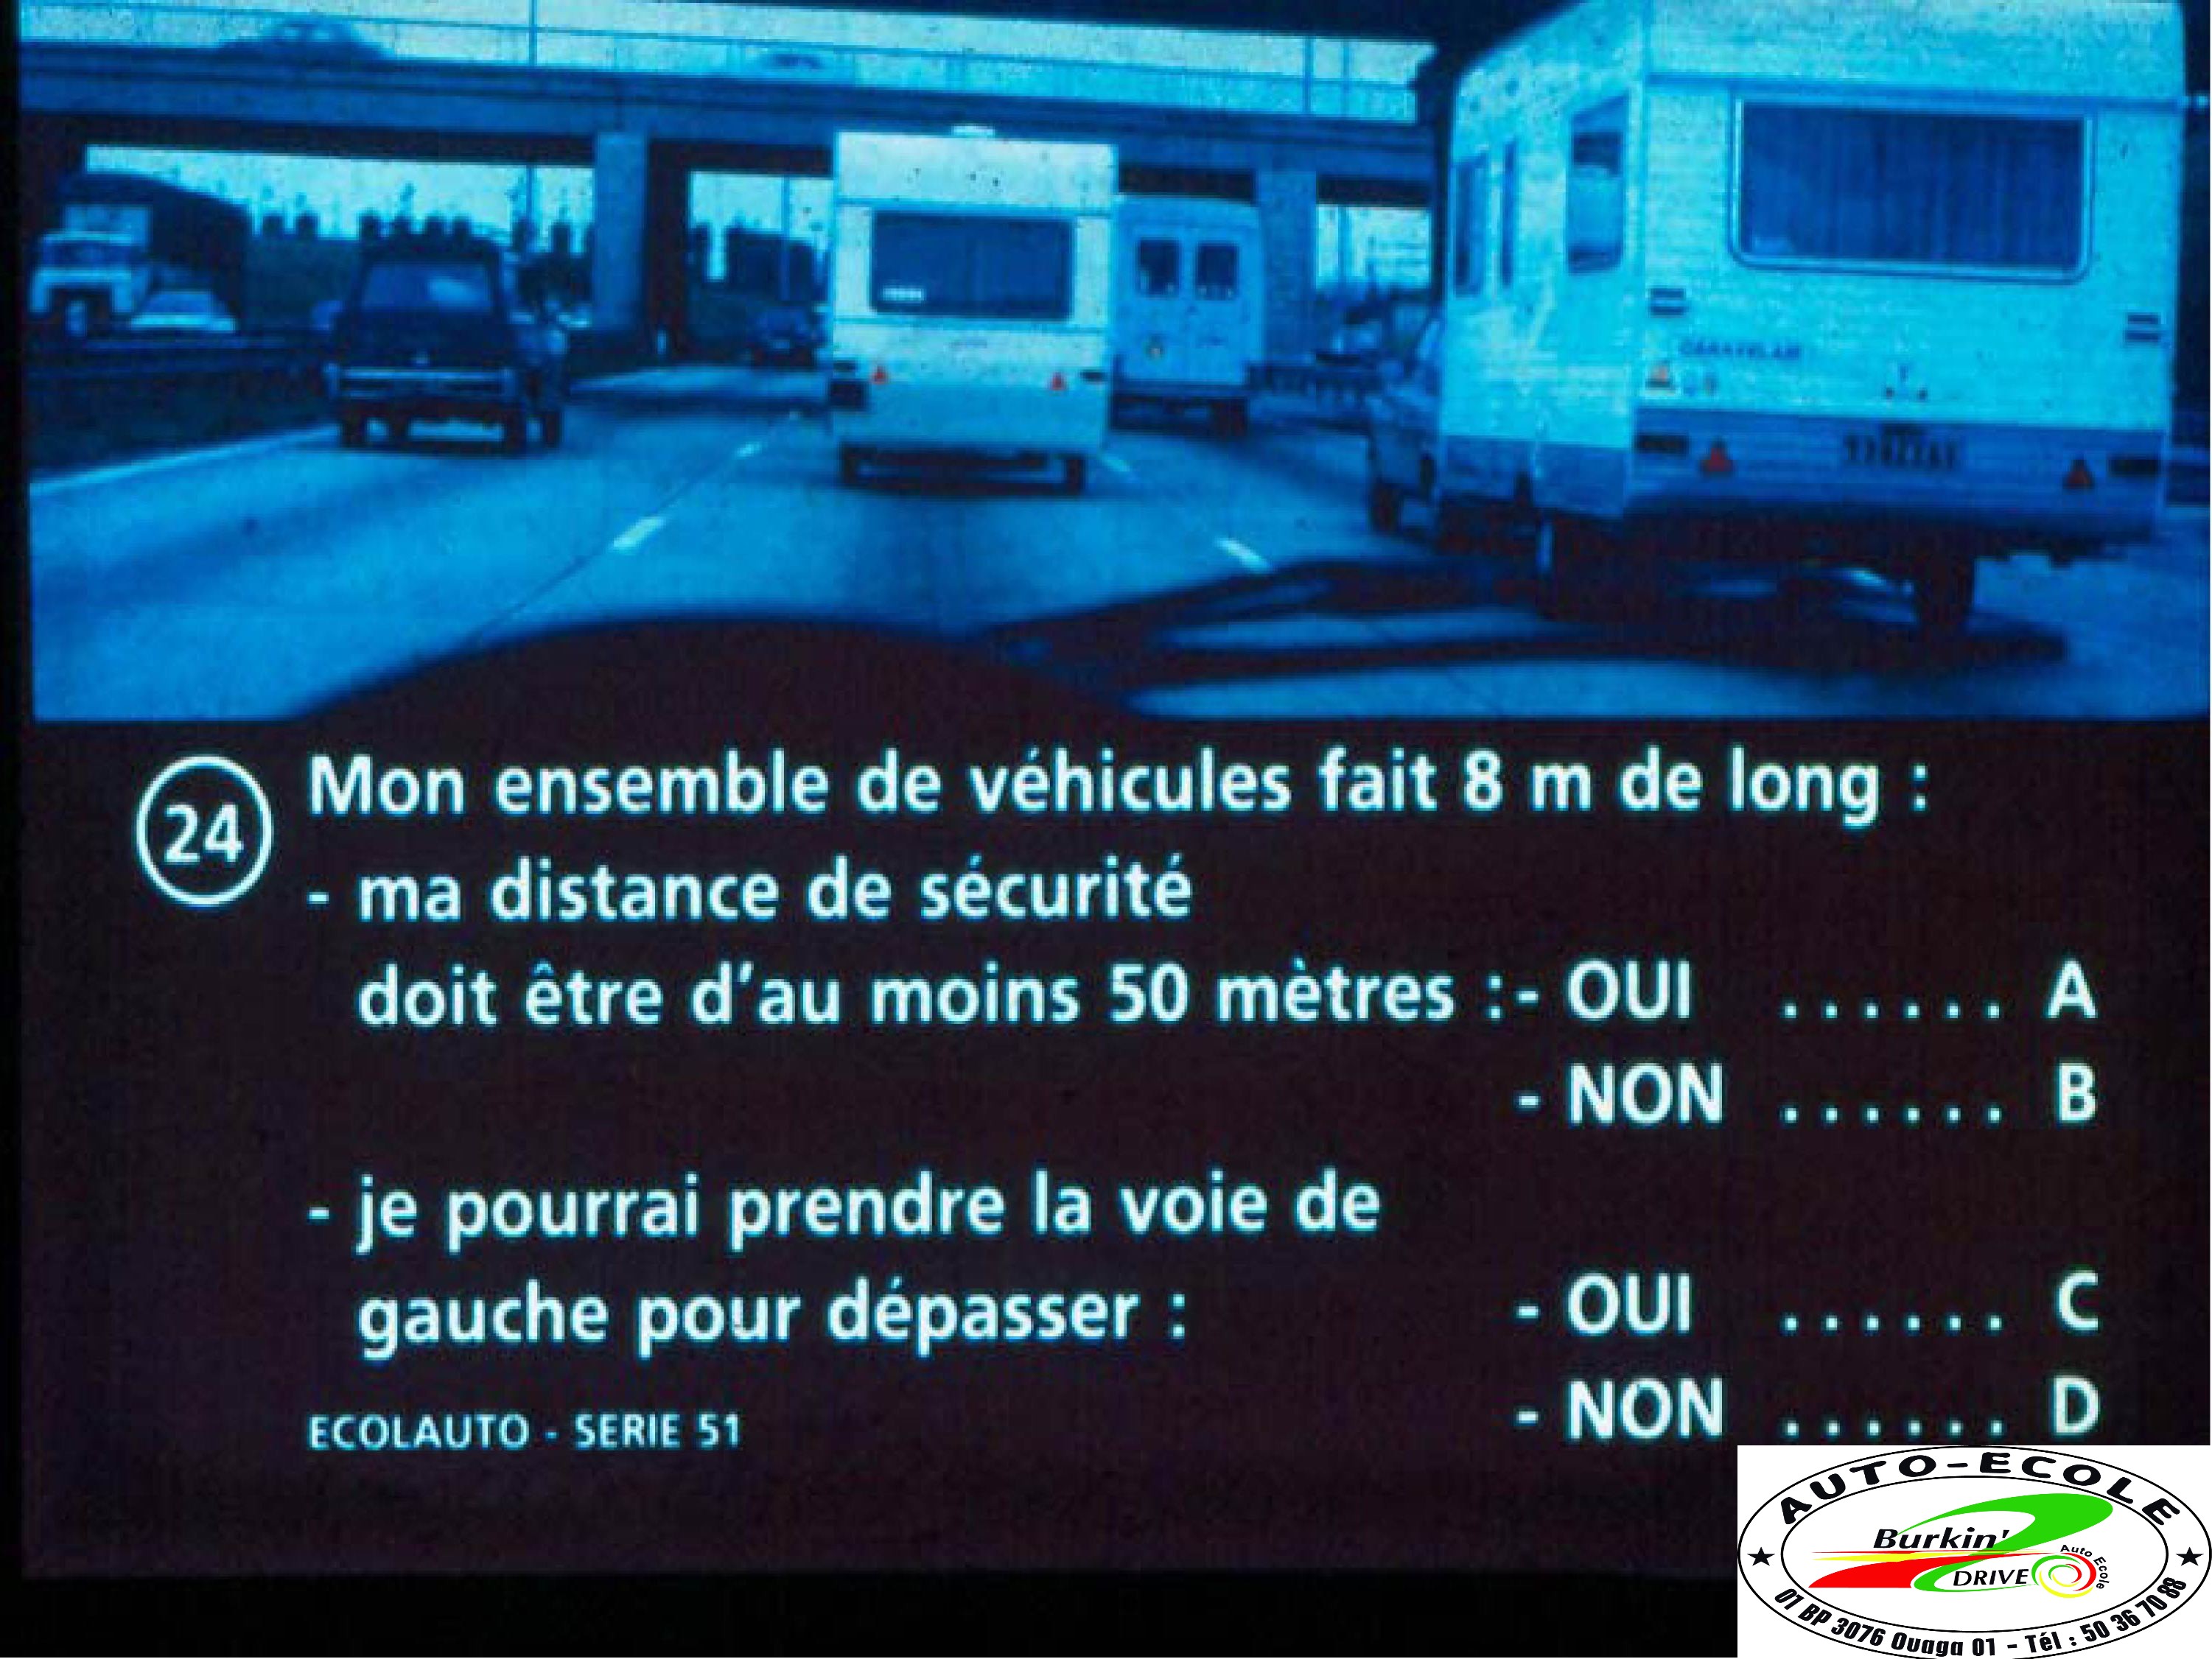 CARAVELAIR
24
Mon ensemble de véhicules fait 8 m de long :
- ma distance de sécurité
doit être d'au moins 50 mètres : - OUI ...... A
- NON ...... B
- je pourrai prendre la voie de
gauche pour dépasser :
- OUI ...... C
- NON ...... D
ECOLAUTO - SERIE 51
AUTO-ECOLE
Burkin'
DRIVE
Auto Ecole
01 BP 3076 Ouaga 01 - Tél : 50 36 70 88